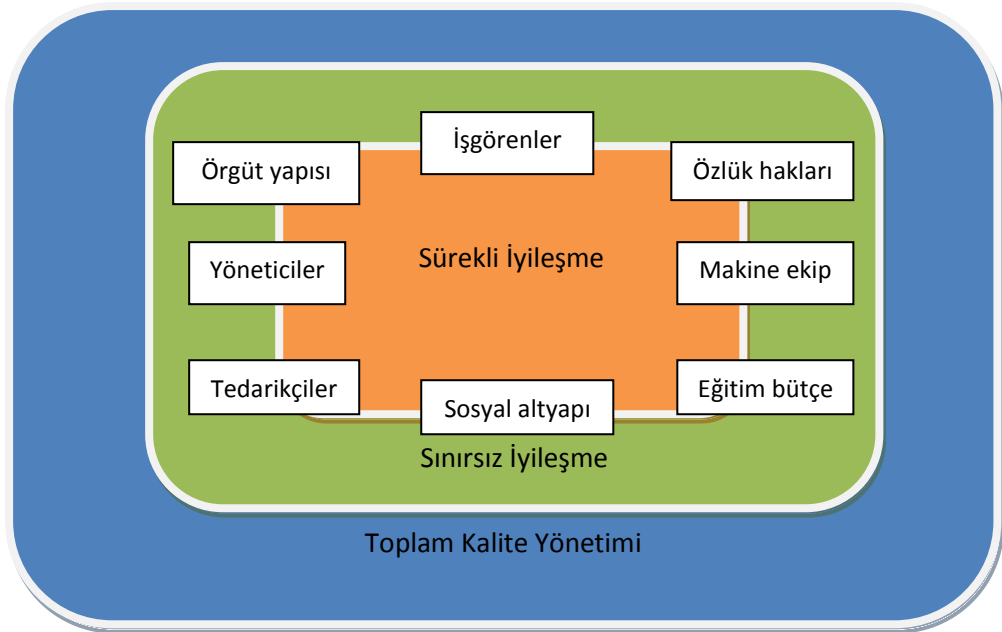 İşgörenler
Örgüt yapısı
Özlük hakları
Sürekli İyileşme
Yöneticiler
Makine ekip
Tedarikçiler
Eğitim bütçe
Sosyal altyapı
Sınırsız İyileşme
Toplam Kalite Yönetimi